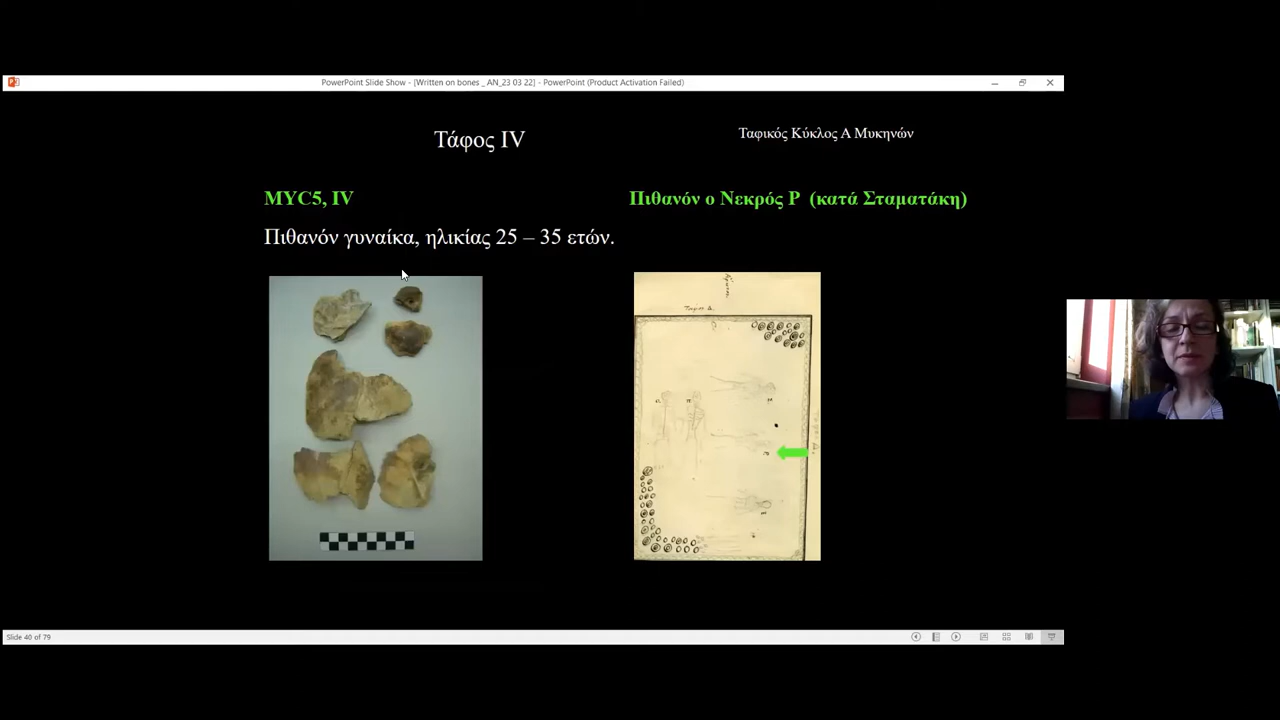 PowerPoint Slide Show - [Written on bones _ AN_23 03 22] - PowerPoint (Product Activation Failed)
Τάφος IV
Ταφικός Κύκλος Α Μυκηνών
MYC5, IV
Πιθανόν ο Νεκρός Ρ (κατά Σταματάκη)
Πιθανόν γυναίκα, ηλικίας 25 – 35 ετών.
Slide 40 of 79